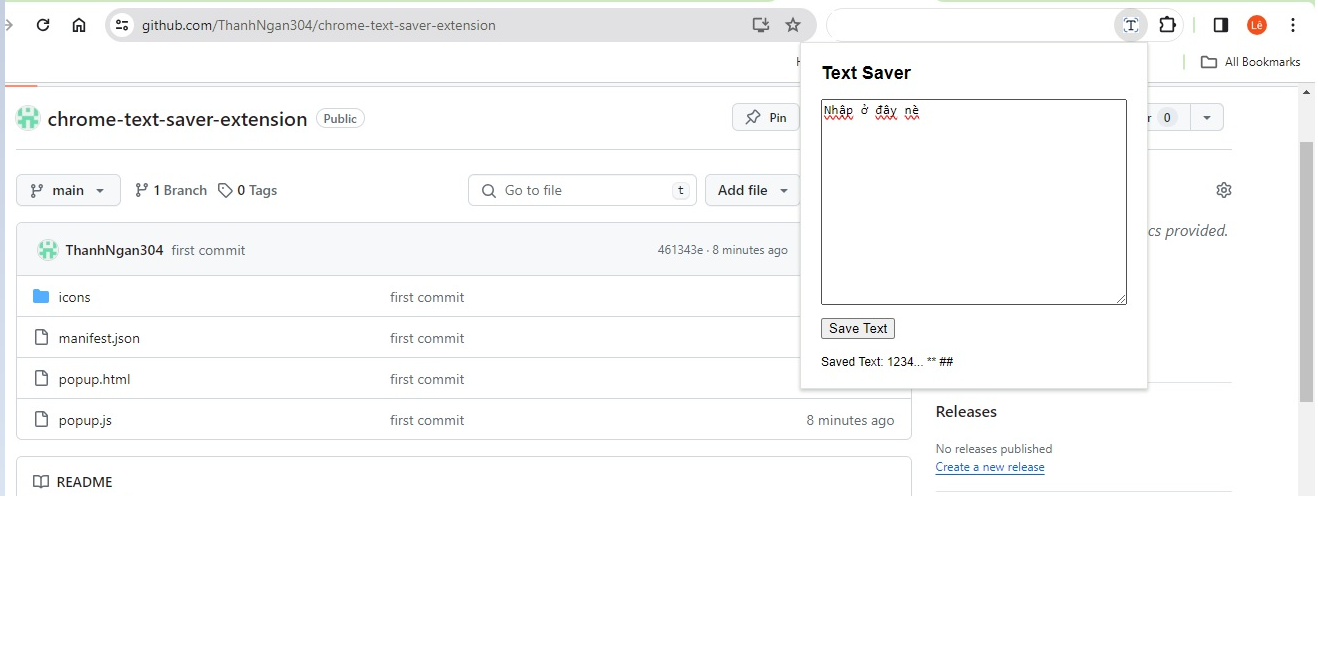 github.com/ThanhNgan304/chrome-text-saver-extension
Lê
All Bookmarks
Text Saver
Nhập ở đây nè
Save Text
Saved Text: 1234... ** ##
chrome-text-saver-extension Public
Pin
r 0
main 1 Branch 0 Tags
Go to file t
Add file
cs provided.
ThanhNgan304 first commit 461343e · 8 minutes ago
icons first commit
manifest.json first commit
popup.html first commit
popup.js first commit 8 minutes ago
README
Releases
No releases published
Create a new release